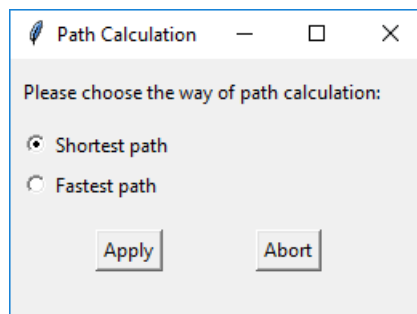 Path Calculation
Please choose the way of path calculation:
Shortest path
Fastest path
Apply Abort